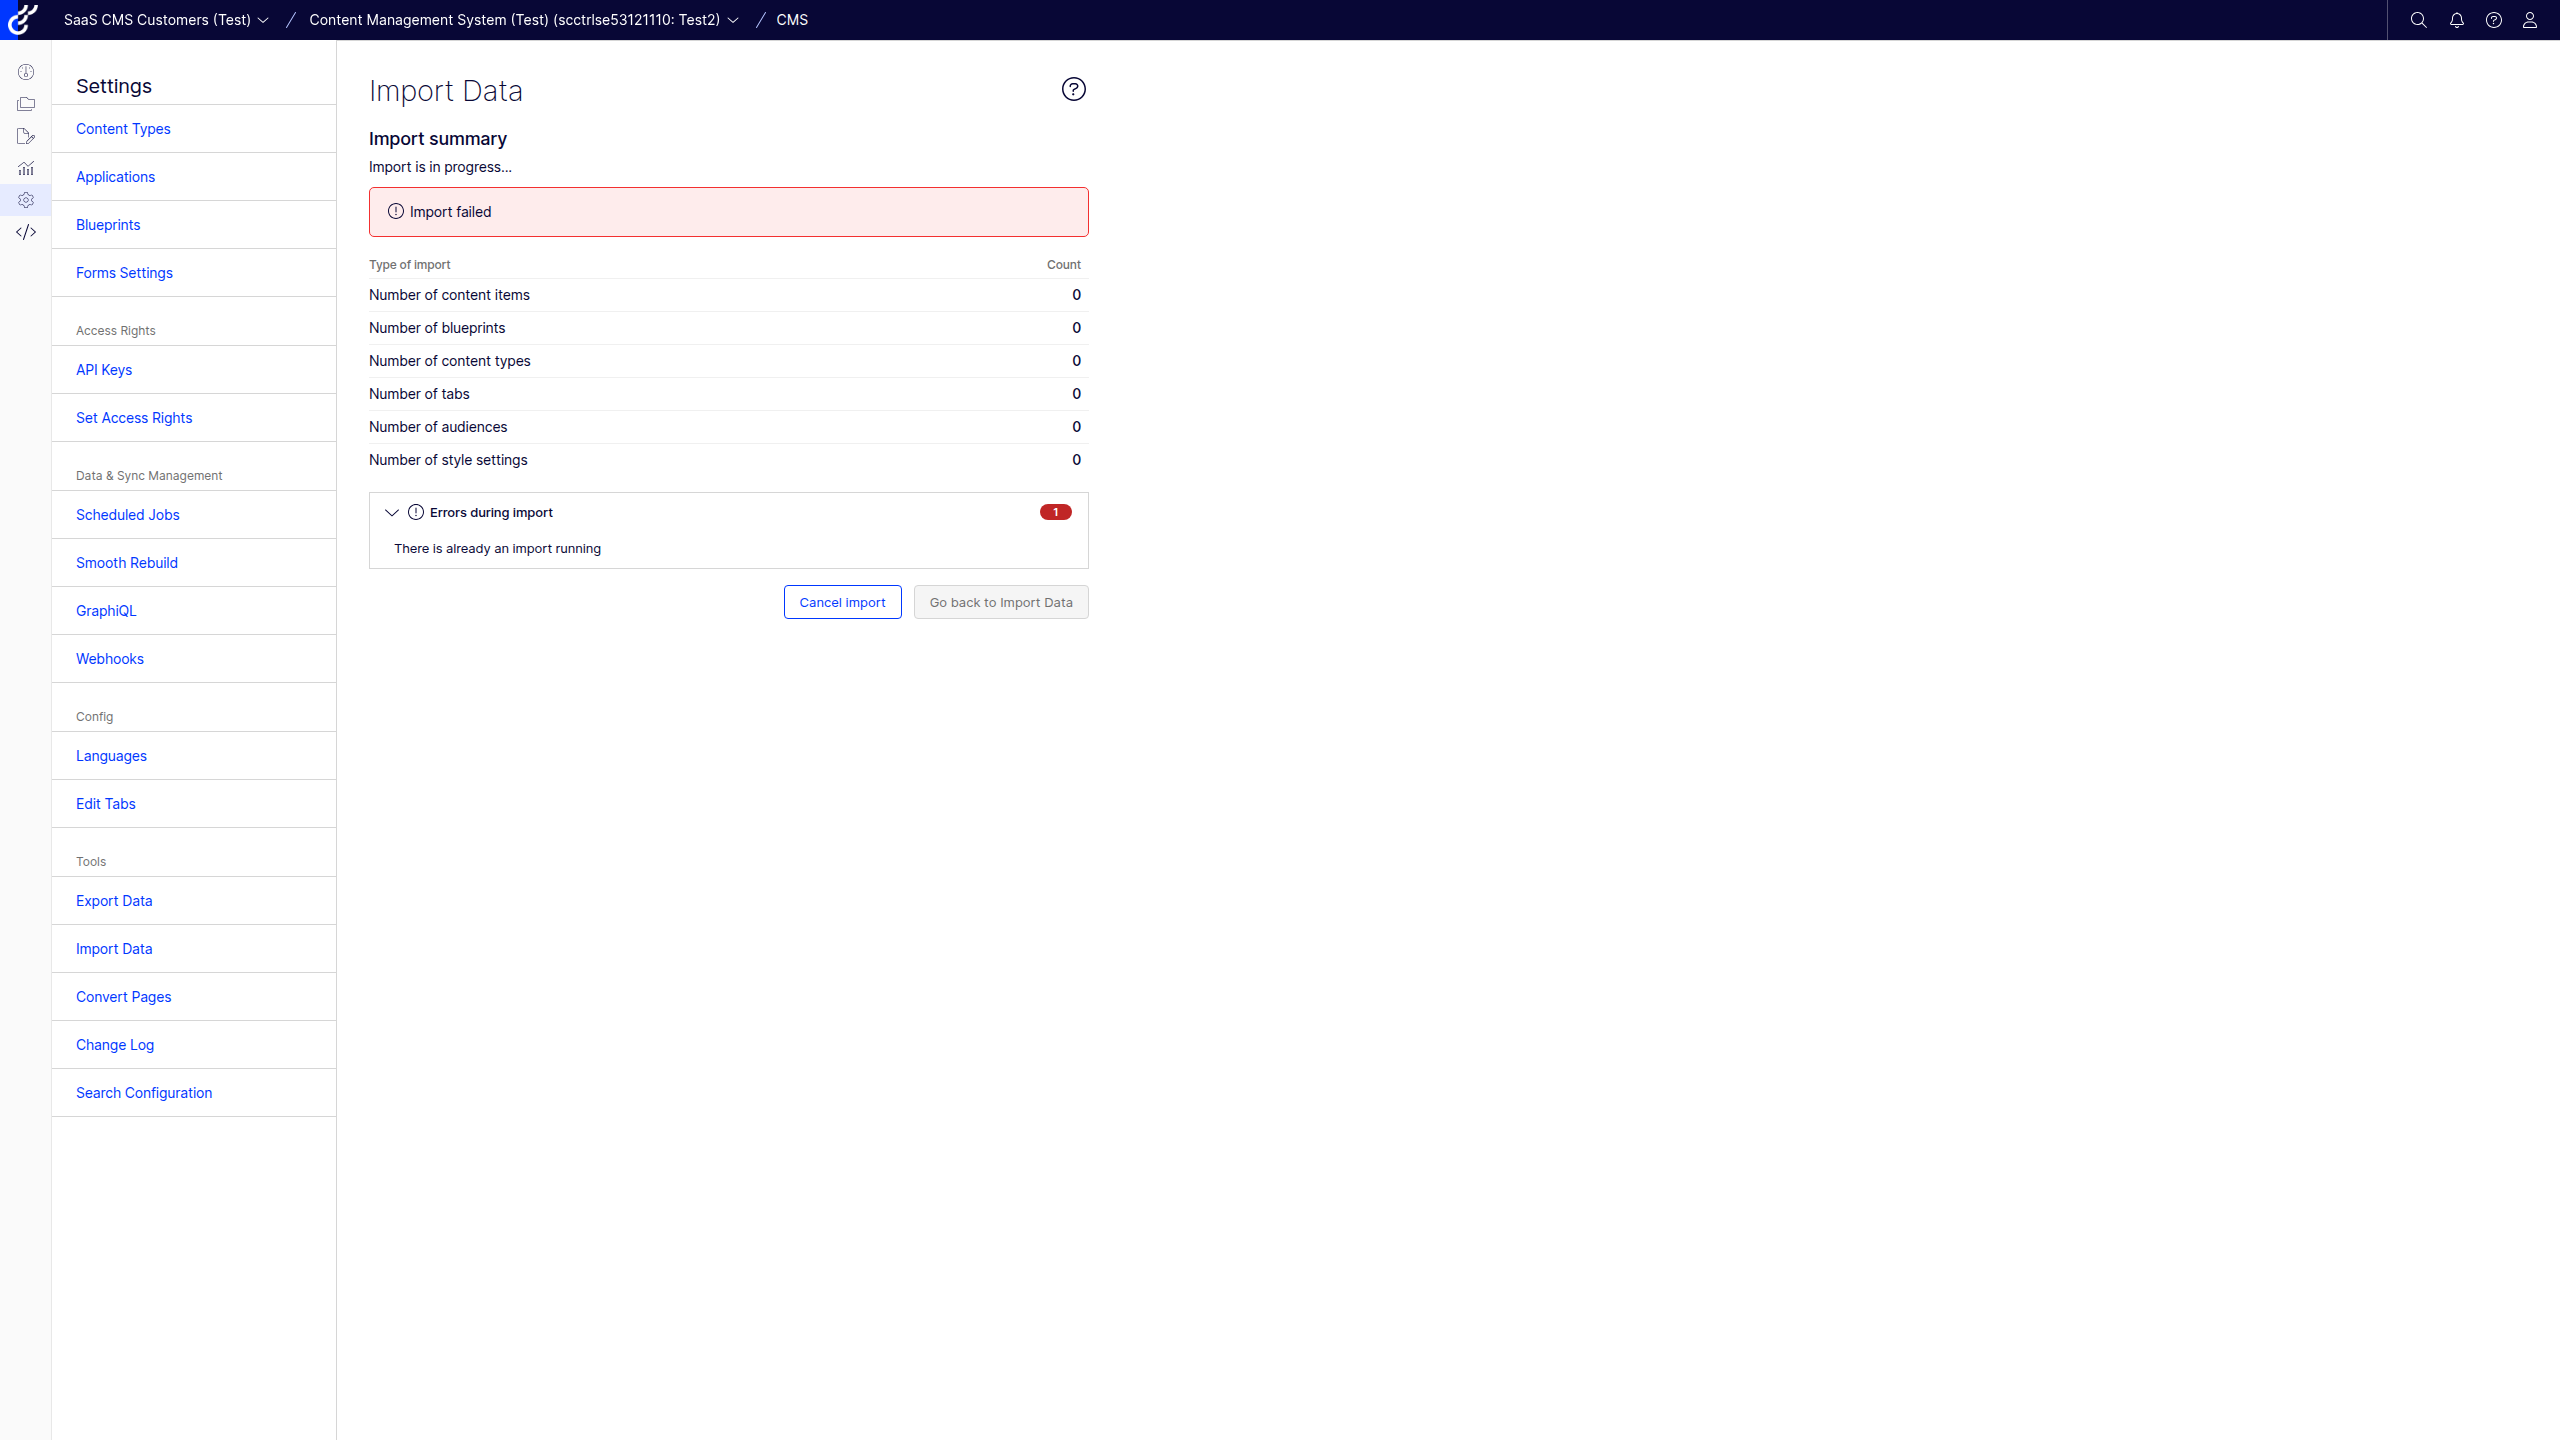 SaaS CMS Customers (Test) / Content Management System (Test) (scctrlse53121110: Test2) / CMS
Settings
Content Types
Applications
Blueprints
Forms Settings
Access Rights
API Keys
Set Access Rights
Data & Sync Management
Scheduled Jobs
Smooth Rebuild
GraphiQL
Webhooks
Config
Languages
Edit Tabs
Tools
Export Data
Import Data
Convert Pages
Change Log
Search Configuration
Import Data
Import summary
Import is in progress...
Import failed
Type of import Count
Number of content items 0
Number of blueprints 0
Number of content types 0
Number of tabs 0
Number of audiences 0
Number of style settings 0
Errors during import 1
There is already an import running
Cancel import Go back to Import Data